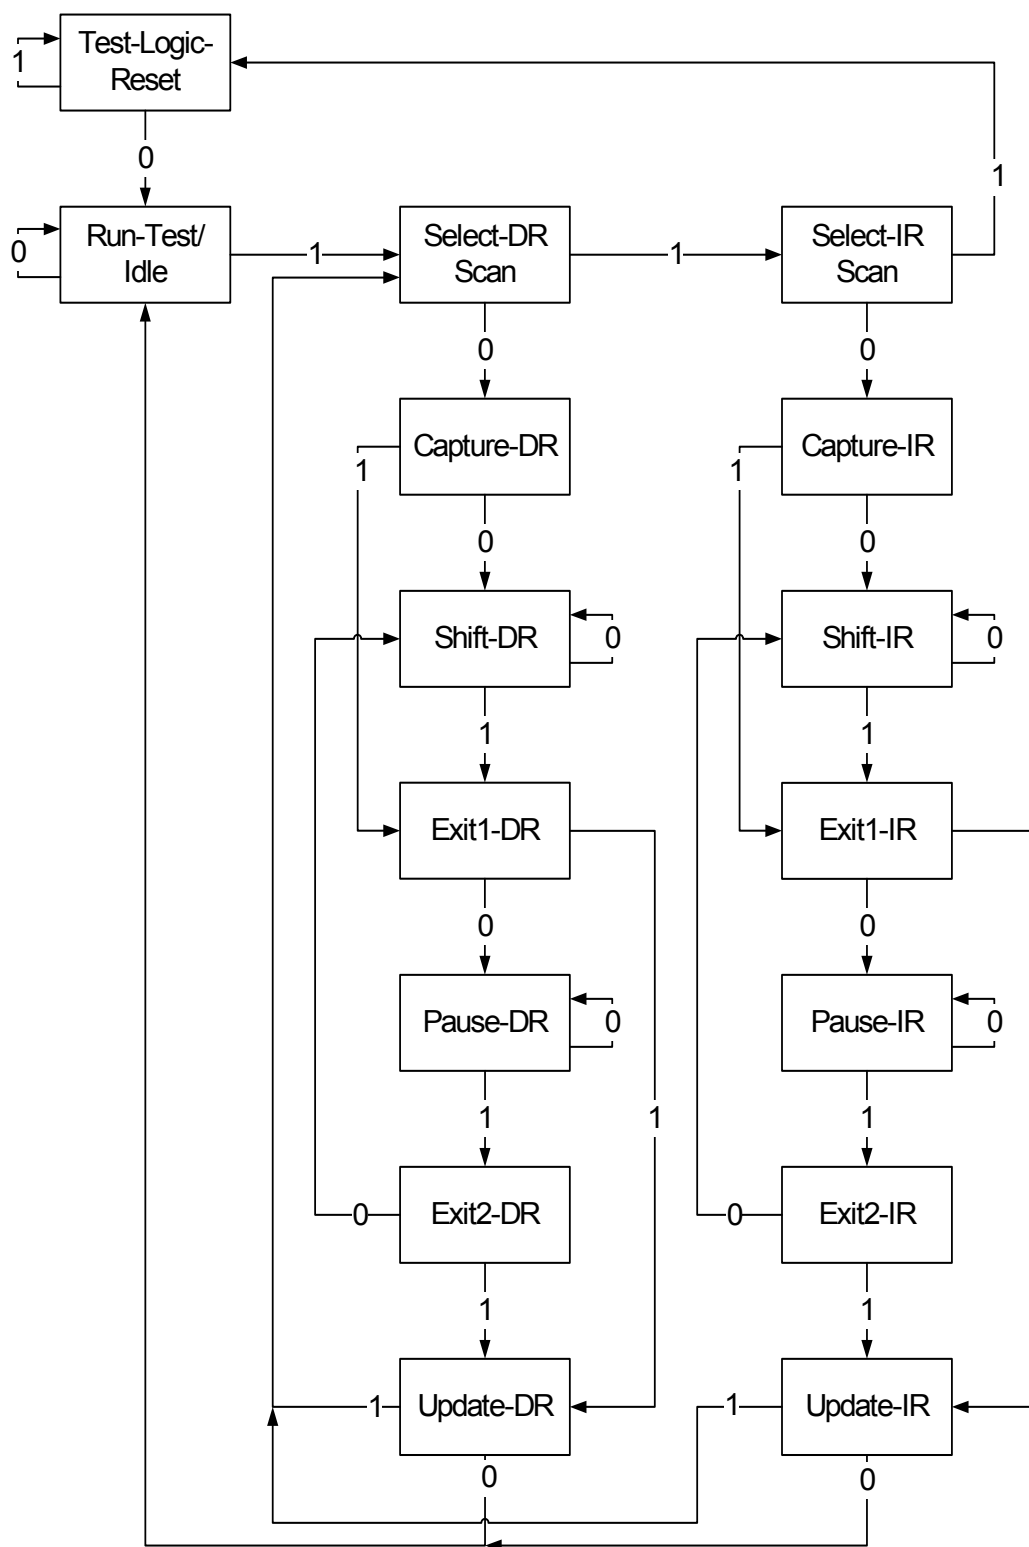 Test-Logic-
Reset
1
0
1
Run-Test/
Idle
0
1
Select-DR
Scan
1
Select-IR
Scan
0
0
Capture-DR
Capture-IR
1
1
0
0
Shift-DR
0
Shift-IR
0
1
1
Exit1-DR
Exit1-IR
0
0
Pause-DR
0
Pause-IR
0
1
1
1
Exit2-DR
0
Exit2-IR
0
1
1
Update-DR
1
Update-IR
1
0
0